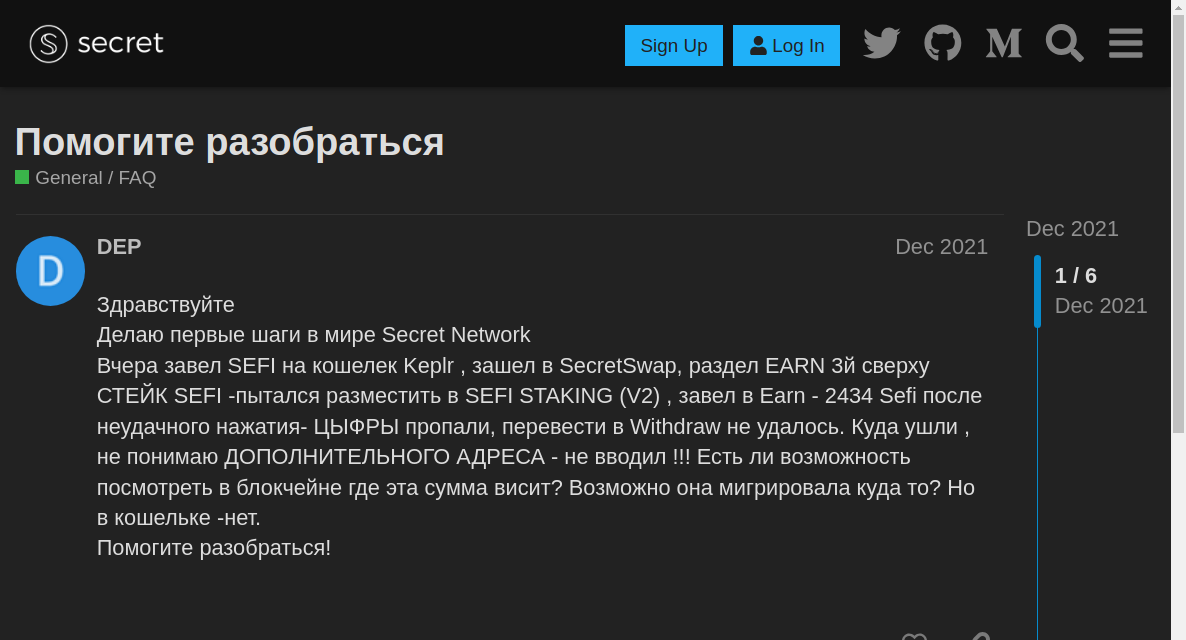 secret
Sign Up
Log In
Помогите разобраться
General / FAQ
D
DEP
Dec 2021
Здравствуйте
Делаю первые шаги в мире Secret Network
Вчера завел SEFI на кошелек Keplr , зашел в SecretSwap, раздел EARN 3й сверху
СТЕЙК SEFI -пытался разместить в SEFI STAKING (V2) , завел в Earn - 2434 Sefi после
неудачного нажатия- ЦЫФРЫ пропали, перевести в Withdraw не удалось. Куда ушли ,
не понимаю ДОПОЛНИТЕЛЬНОГО АДРЕСА - не вводил !!! Есть ли возможность
посмотреть в блокчейне где эта сумма висит? Возможно она мигрировала куда то? Но
в кошельке -нет.
Помогите разобраться!
Dec 2021
1 / 6
Dec 2021